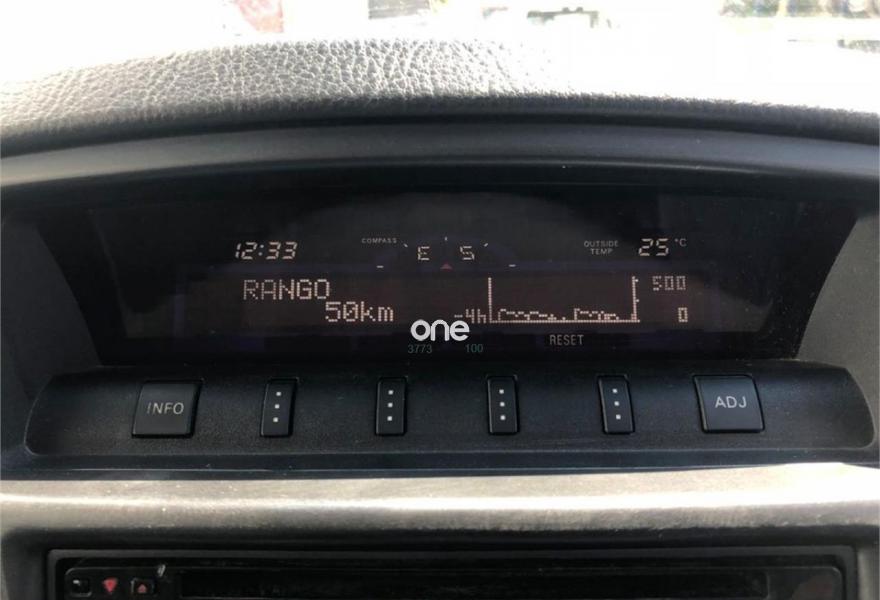 12:33 COMPASS E S OUTSIDE TEMP 25 °C
RANGO 500
50km -4h 0
one
3773 100
RESET
INFO ADJ